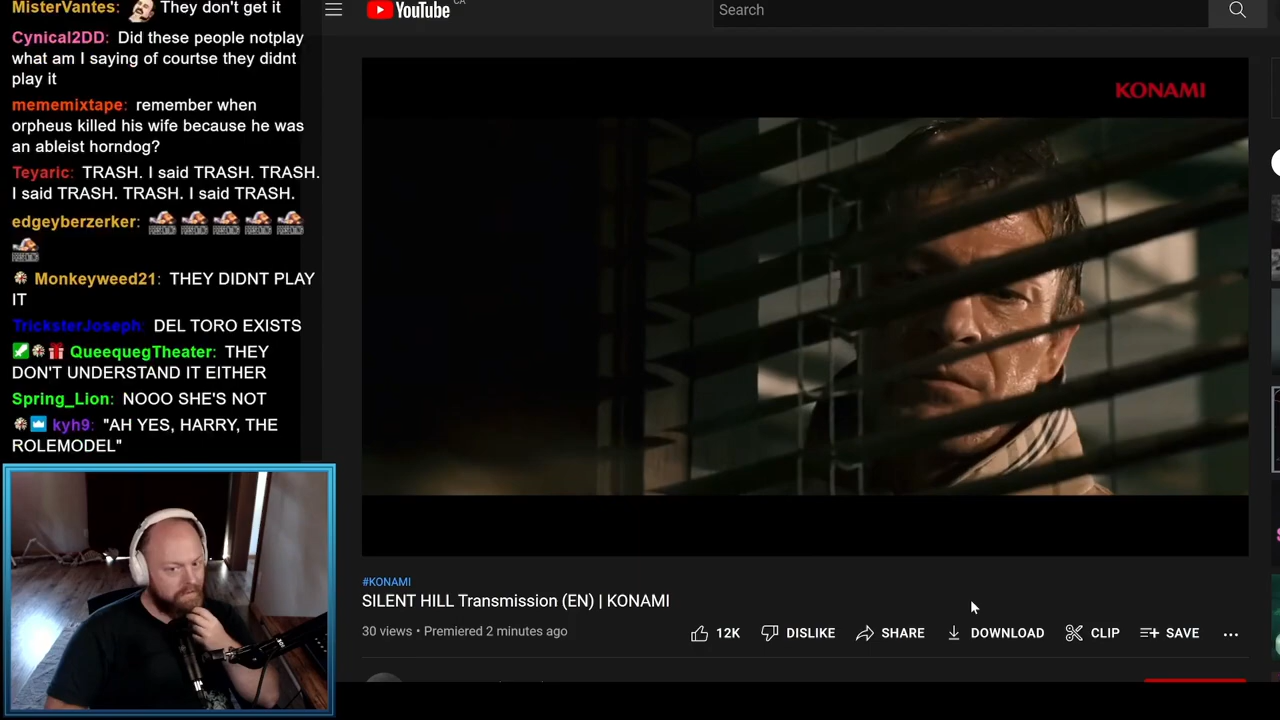 MisterVantes: They don't get it
Cynical2DD: Did these people notplay
what am I saying of courtse they didnt
play it
mememixtape: remember when
orpheus killed his wife because he was
an ableist horndog?
Teyaric: TRASH. I said TRASH. TRASH.
I said TRASH. TRASH. I said TRASH.
edgeyberzerker:
Monkeyweed21: THEY DIDNT PLAY
IT
TricksterJoseph: DEL TORO EXISTS
QueequegTheater: THEY
DON'T UNDERSTAND IT EITHER
Spring_Lion: NOOO SHE'S NOT
kyh9: "AH YES, HARRY, THE
ROLEMODEL"
YouTube CA
Search
KONAMI
#KONAMI
SILENT HILL Transmission (EN) | KONAMI
30 views • Premiered 2 minutes ago
12K DISLIKE SHARE DOWNLOAD CLIP SAVE ...